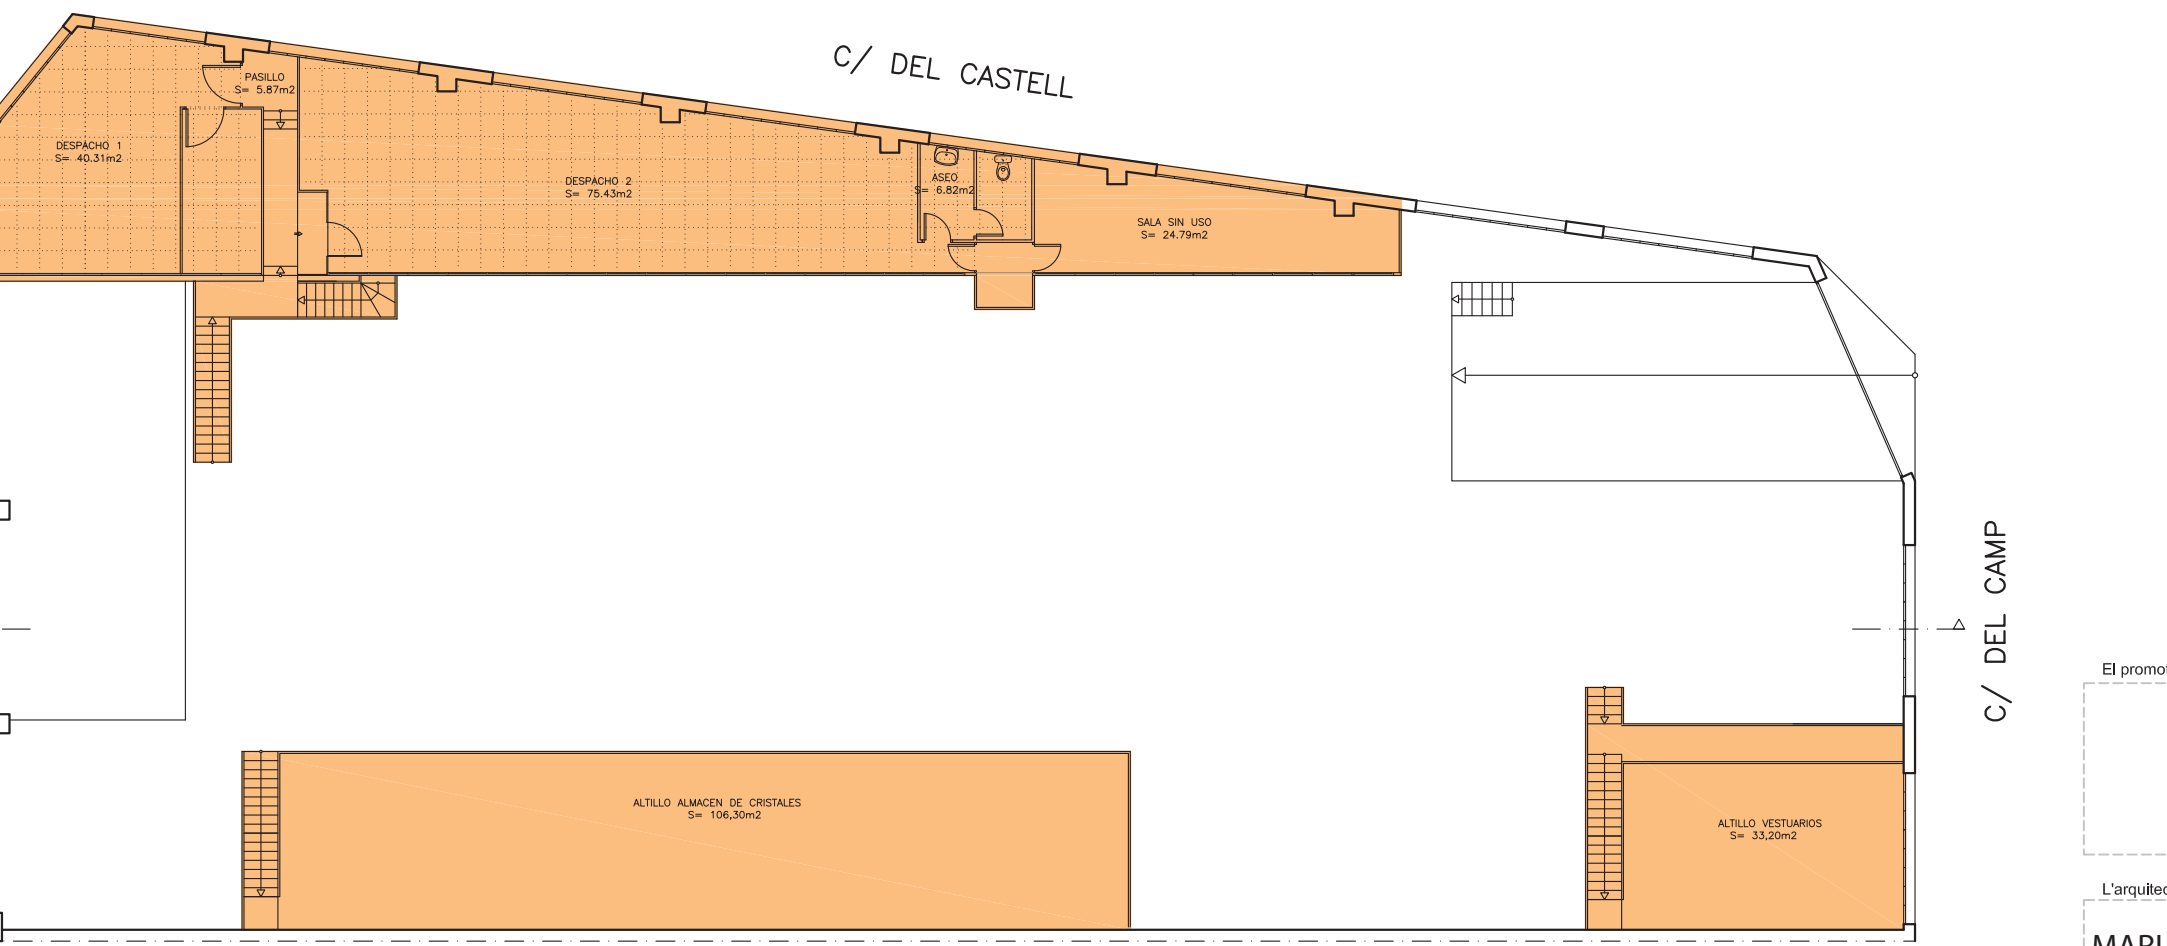 C/ DEL CASTELL
PASILLO
S= 5.87m2
DESPACHO 1
S= 40.31m2
DESPACHO 2
S= 75.43m2
ASEO
S= 6.82m2
SALA SIN USO
S= 24.79m2
C/ DEL CAMP
El promot
ALTILLO ALMACEN DE CRISTALES
S= 106,30m2
ALTILLO VESTUARIOS
S= 33,20m2
L'arquitec